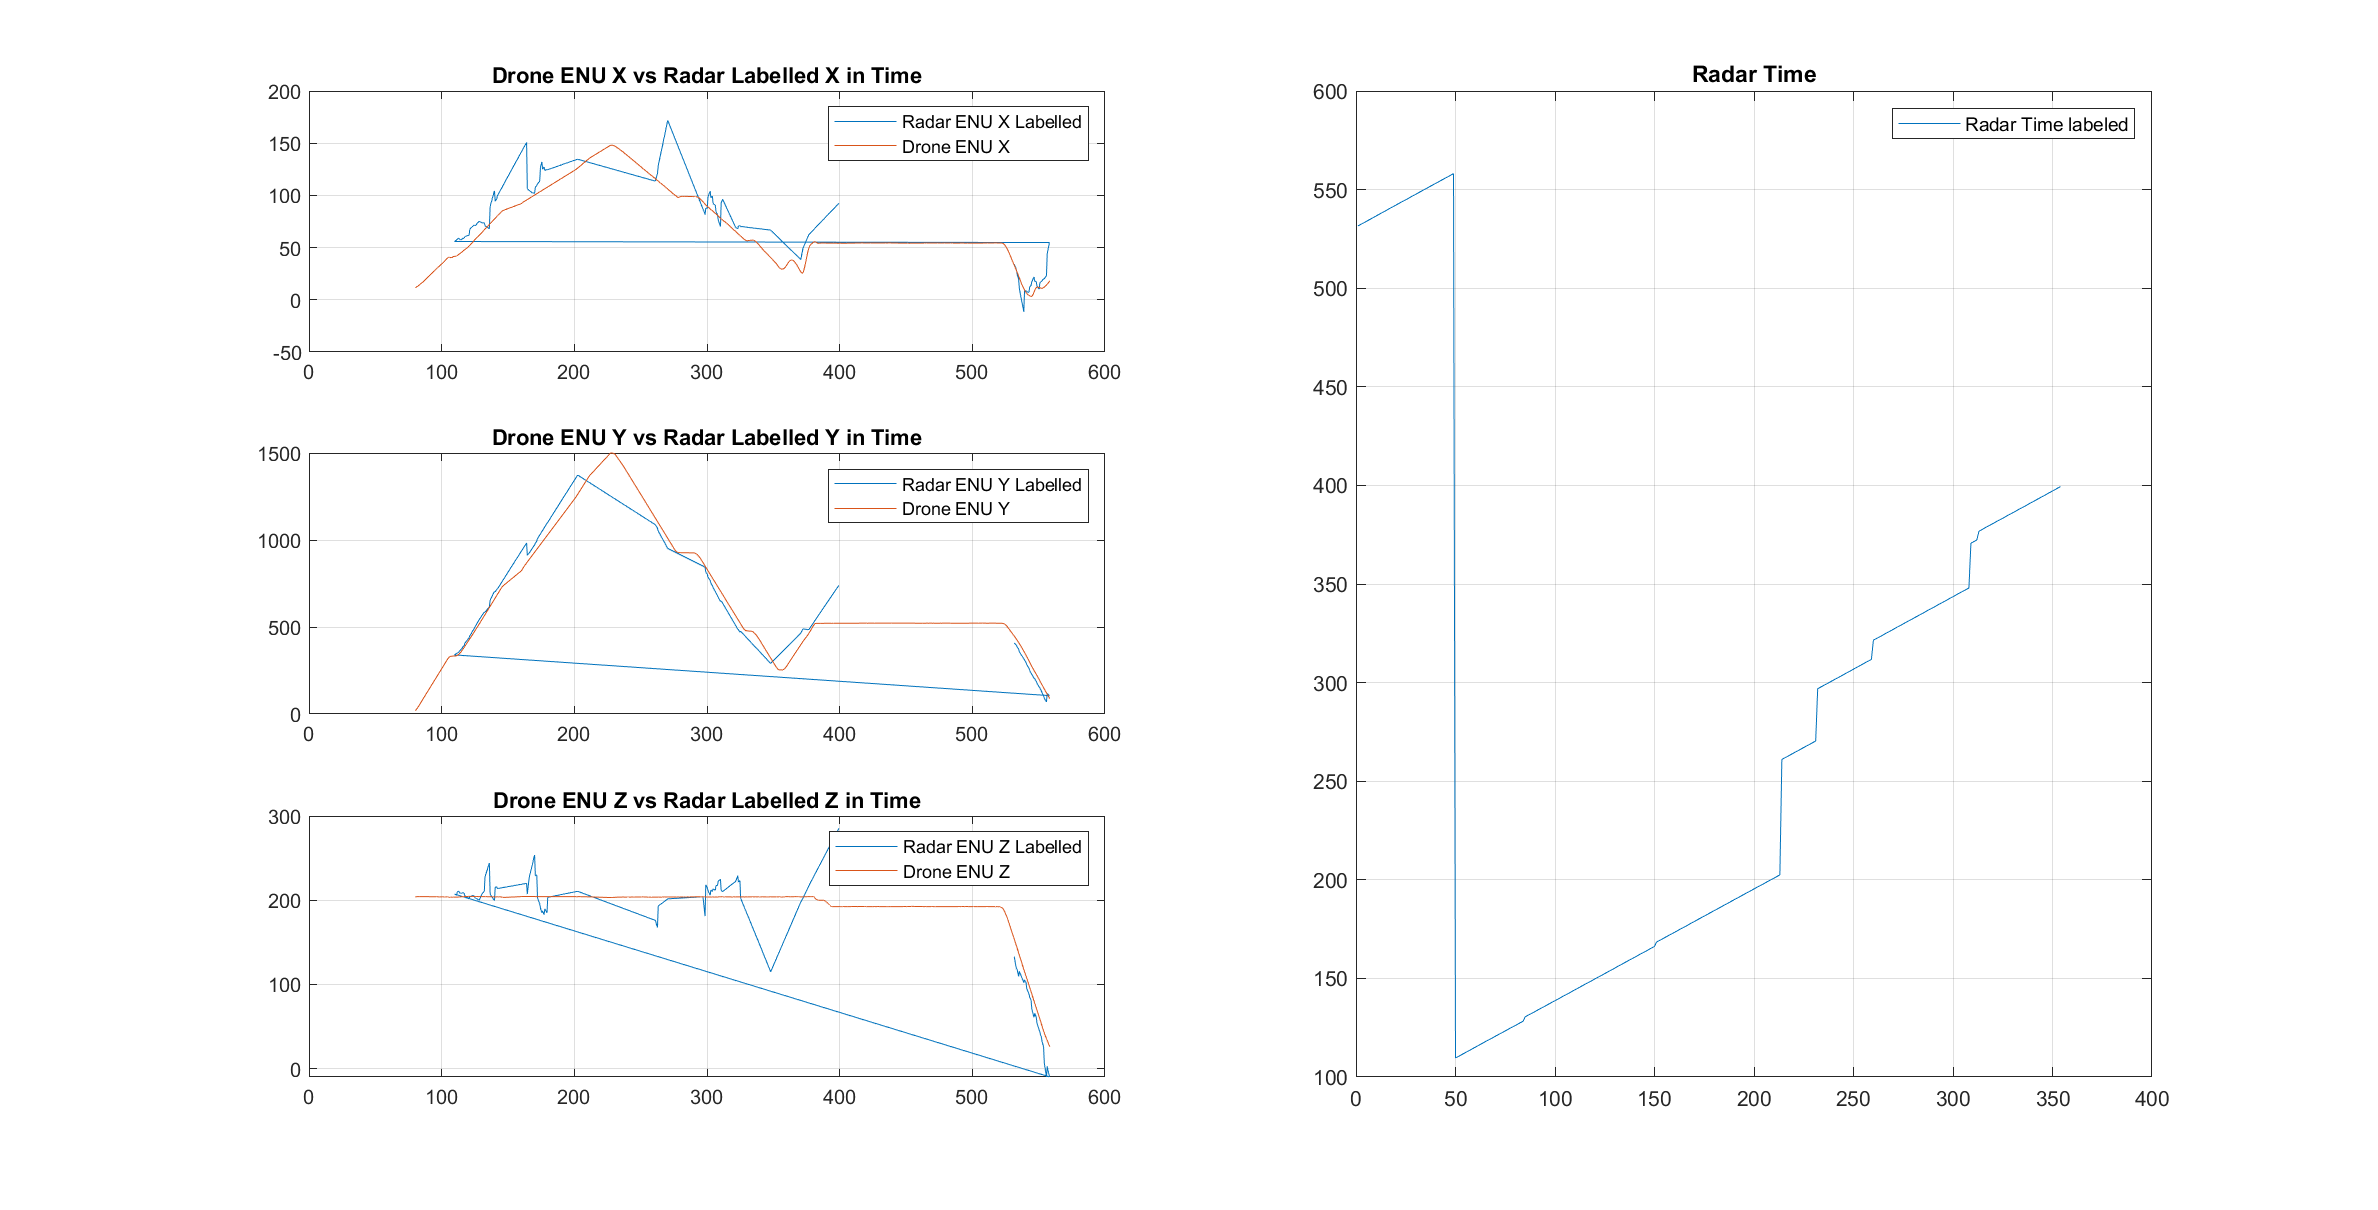 Drone ENU X vs Radar Labelled X in Time
200
150
100
50
0
-50
0 100 200 300 400 500 600
Radar ENU X Labelled
Drone ENU X
Drone ENU Y vs Radar Labelled Y in Time
1500
1000
500
0
0 100 200 300 400 500 600
Radar ENU Y Labelled
Drone ENU Y
Drone ENU Z vs Radar Labelled Z in Time
300
200
100
0
0 100 200 300 400 500 600
Radar ENU Z Labelled
Drone ENU Z
Radar Time
600
550
500
450
400
350
300
250
200
150
100
0 50 100 150 200 250 300 350 400
Radar Time labeled